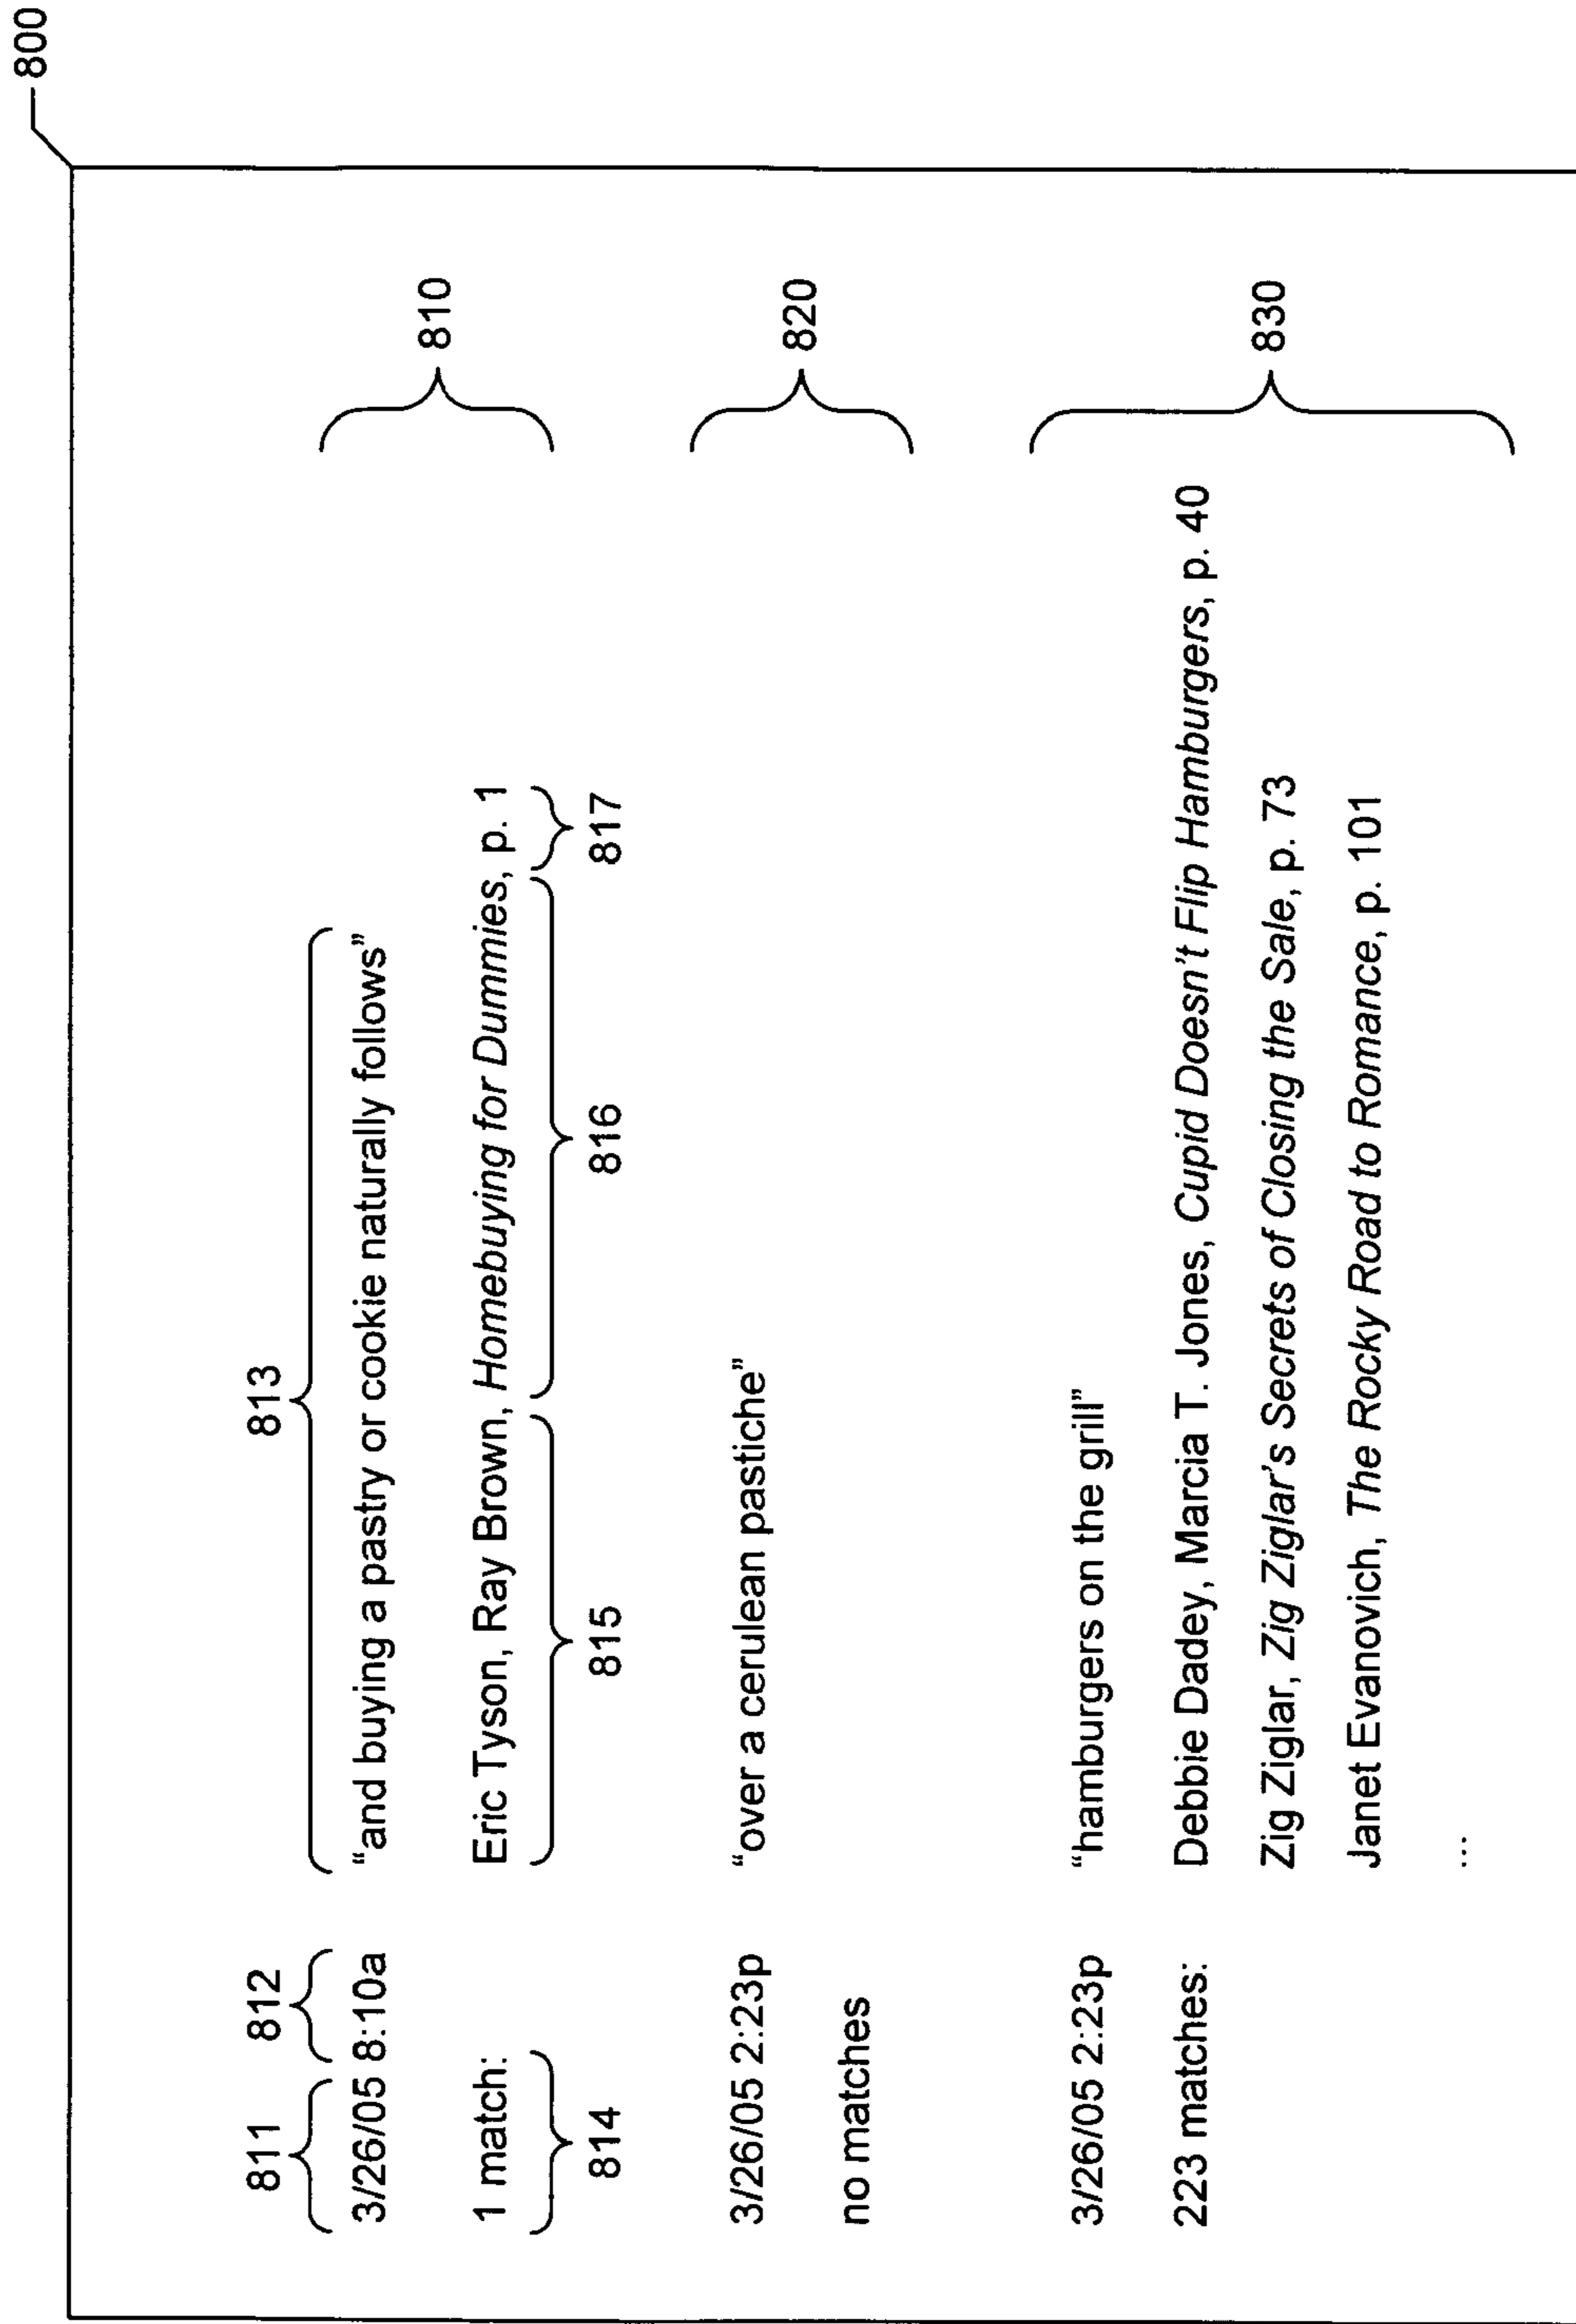 800
811 812 813
3/26/05 8:10a “and buying a pastry or cookie naturally follows”
810
1 match: Eric Tyson, Ray Brown, Homebuying for Dummies, p. 1
814 815 816 817
3/26/05 2:23p “over a cerulean pastiche”
820
no matches
3/26/05 2:23p “hamburgers on the grill”
223 matches: Debbie Dadey, Marcia T. Jones, Cupid Doesn’t Flip Hamburgers, p. 40
830
Zig Ziglar, Zig Ziglar’s Secrets of Closing the Sale, p. 73
Janet Evanovich, The Rocky Road to Romance, p. 101
...